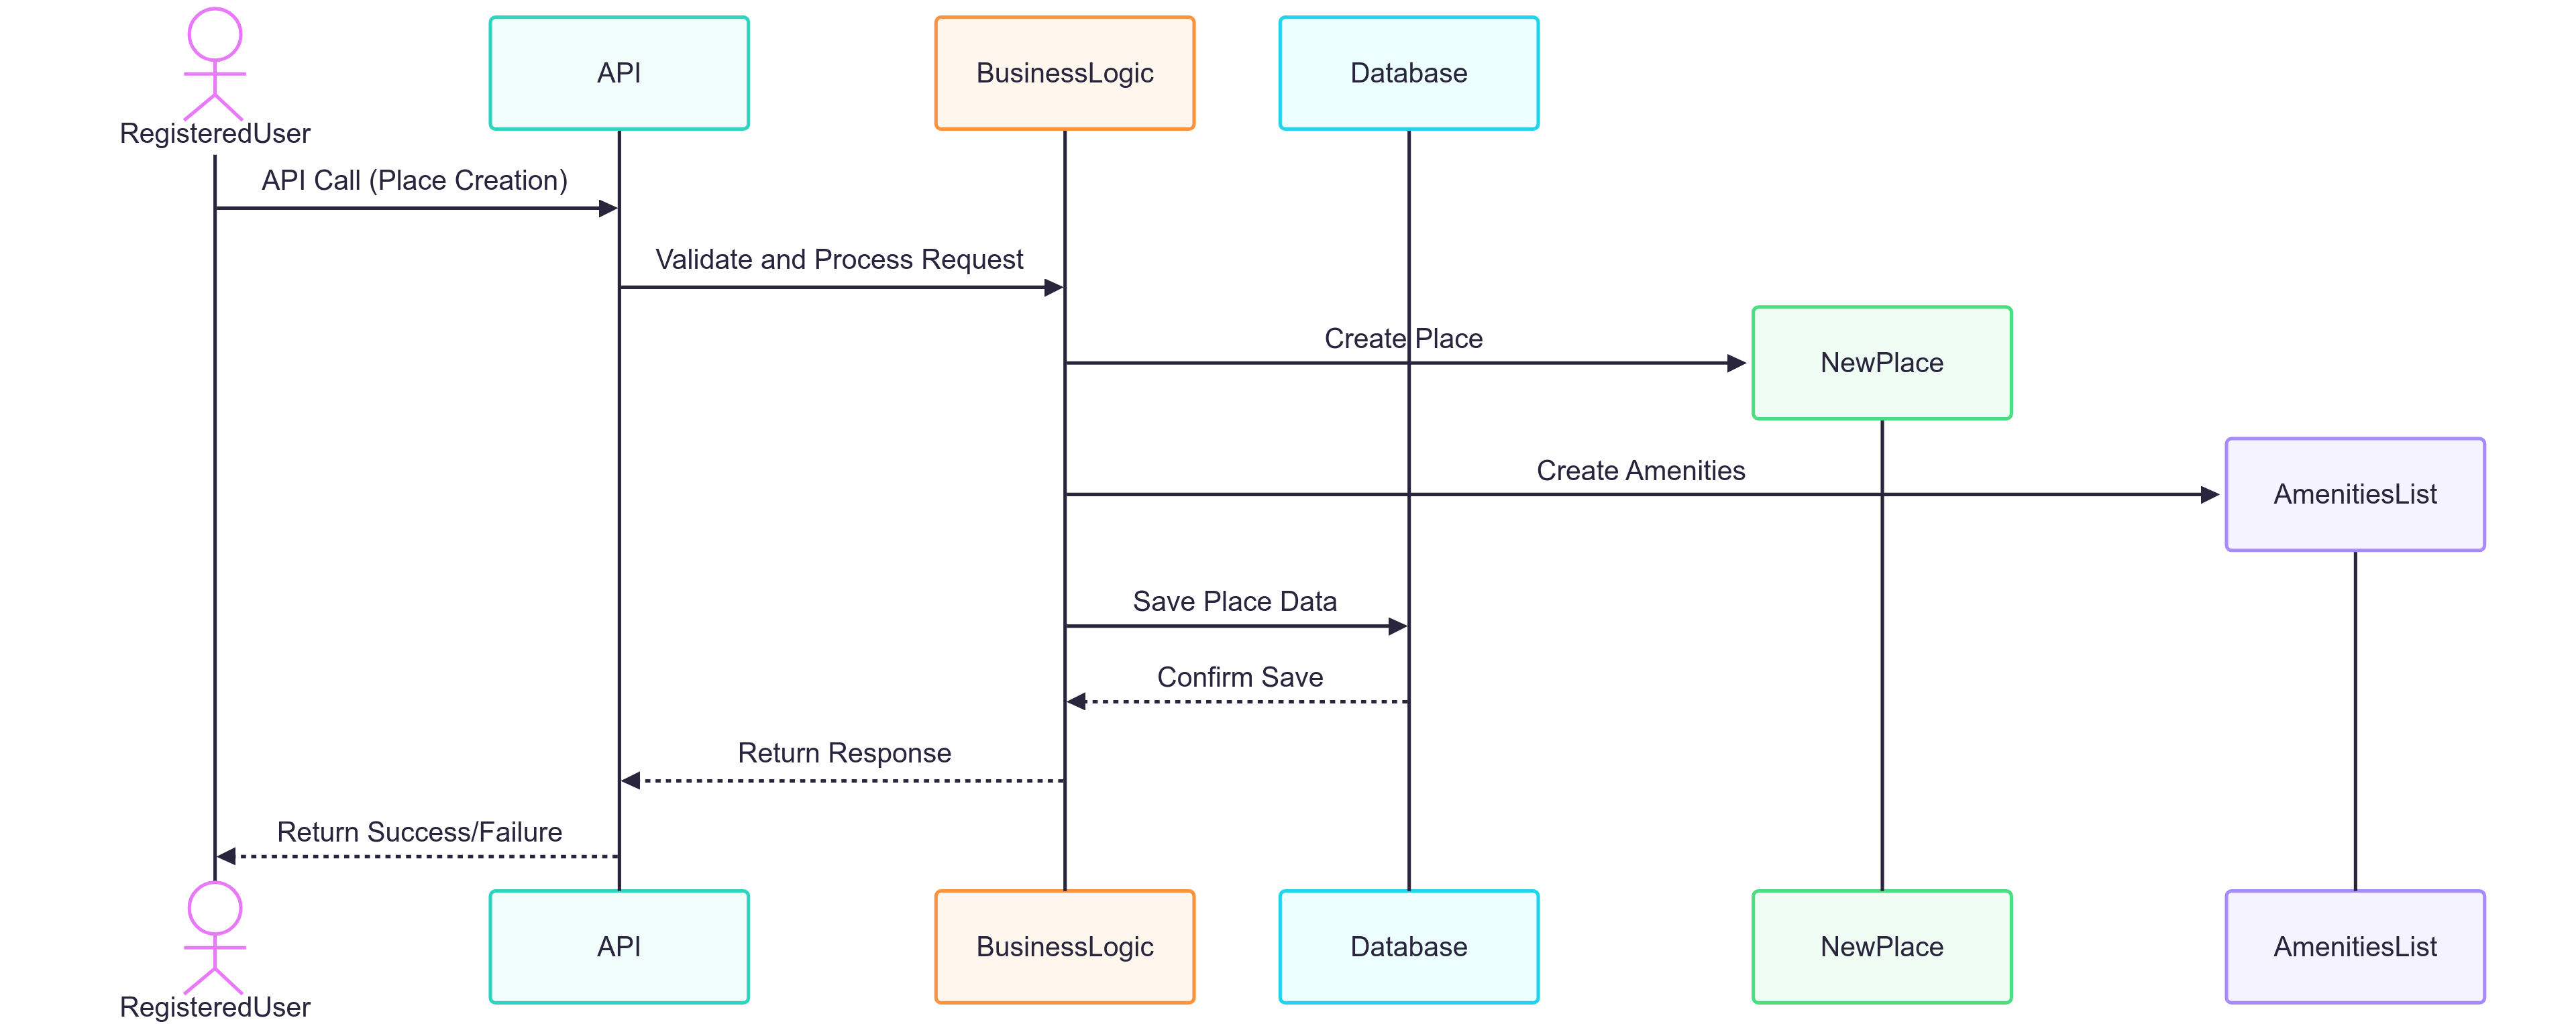 RegisteredUser
API
BusinessLogic
Database
API Call (Place Creation)
Validate and Process Request
Create Place
NewPlace
Create Amenities
AmenitiesList
Save Place Data
Confirm Save
Return Response
Return Success/Failure
RegisteredUser
API
BusinessLogic
Database
NewPlace
AmenitiesList